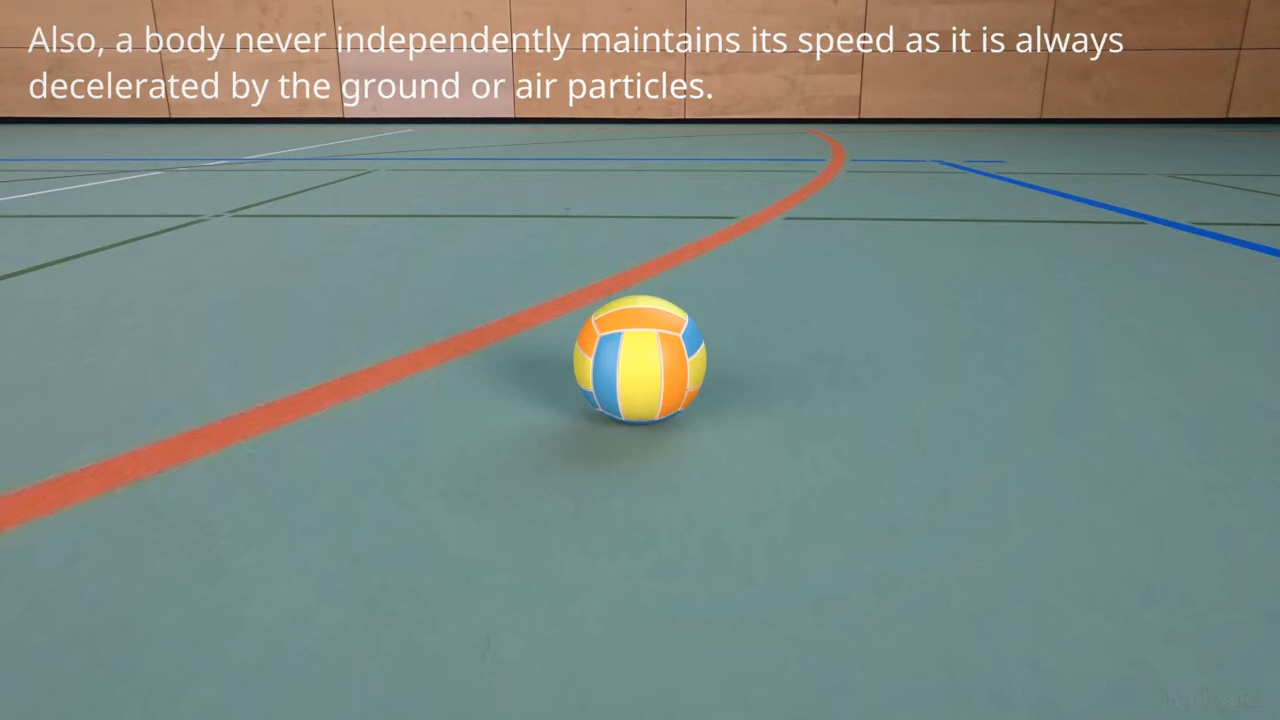 Also, a body never independently maintains its speed as it is always
decelerated by the ground or air particles.